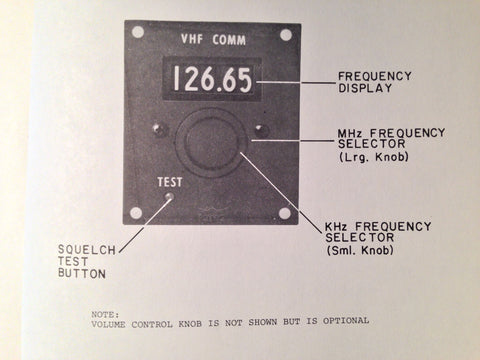 VHF COMM
126.65
FREQUENCY
DISPLAY
MHz FREQUENCY
SELECTOR
(Lrg. Knob)
TEST
KHz FREQUENCY
SELECTOR
(Sml. Knob)
SQUELCH
TEST
BUTTON
NOTE:
VOLUME CONTROL KNOB IS NOT SHOWN BUT IS OPTIONAL